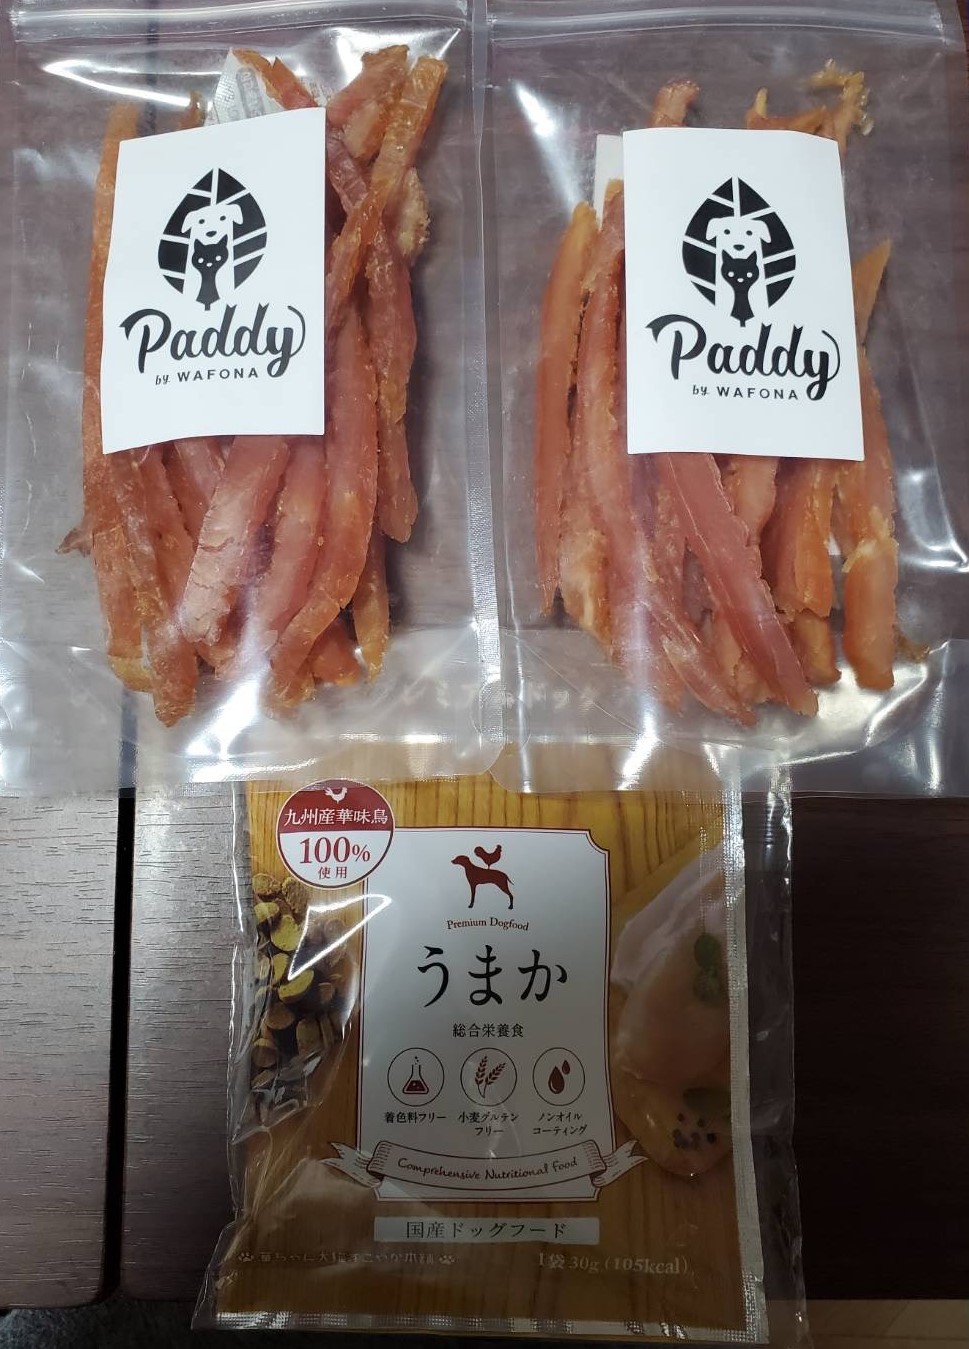 Paddy
by. WAFONA
Paddy
by. WAFONA
九州産華味鳥
100%
使用
Premium Dogfood
うまか
総合栄養食
着色料フリー
小麦グルテン
フリー
ノンオイル
コーティング
Comprehensive Nutritional Food
国産ドッグフード
1袋30g(105kcal)